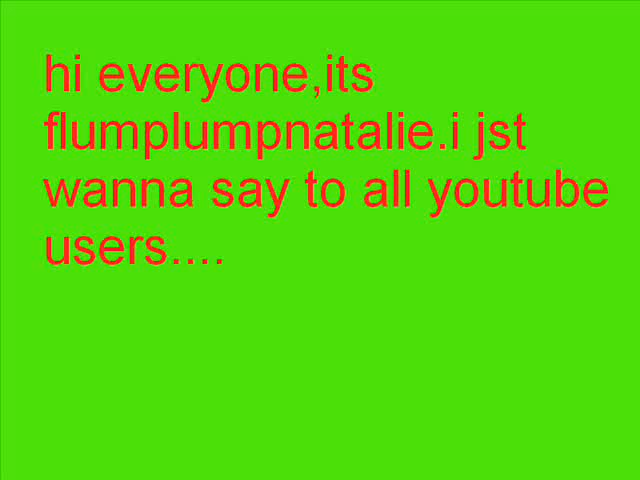 hi everyone,its
flumplumpnatalie.i jst
wanna say to all youtube
users....